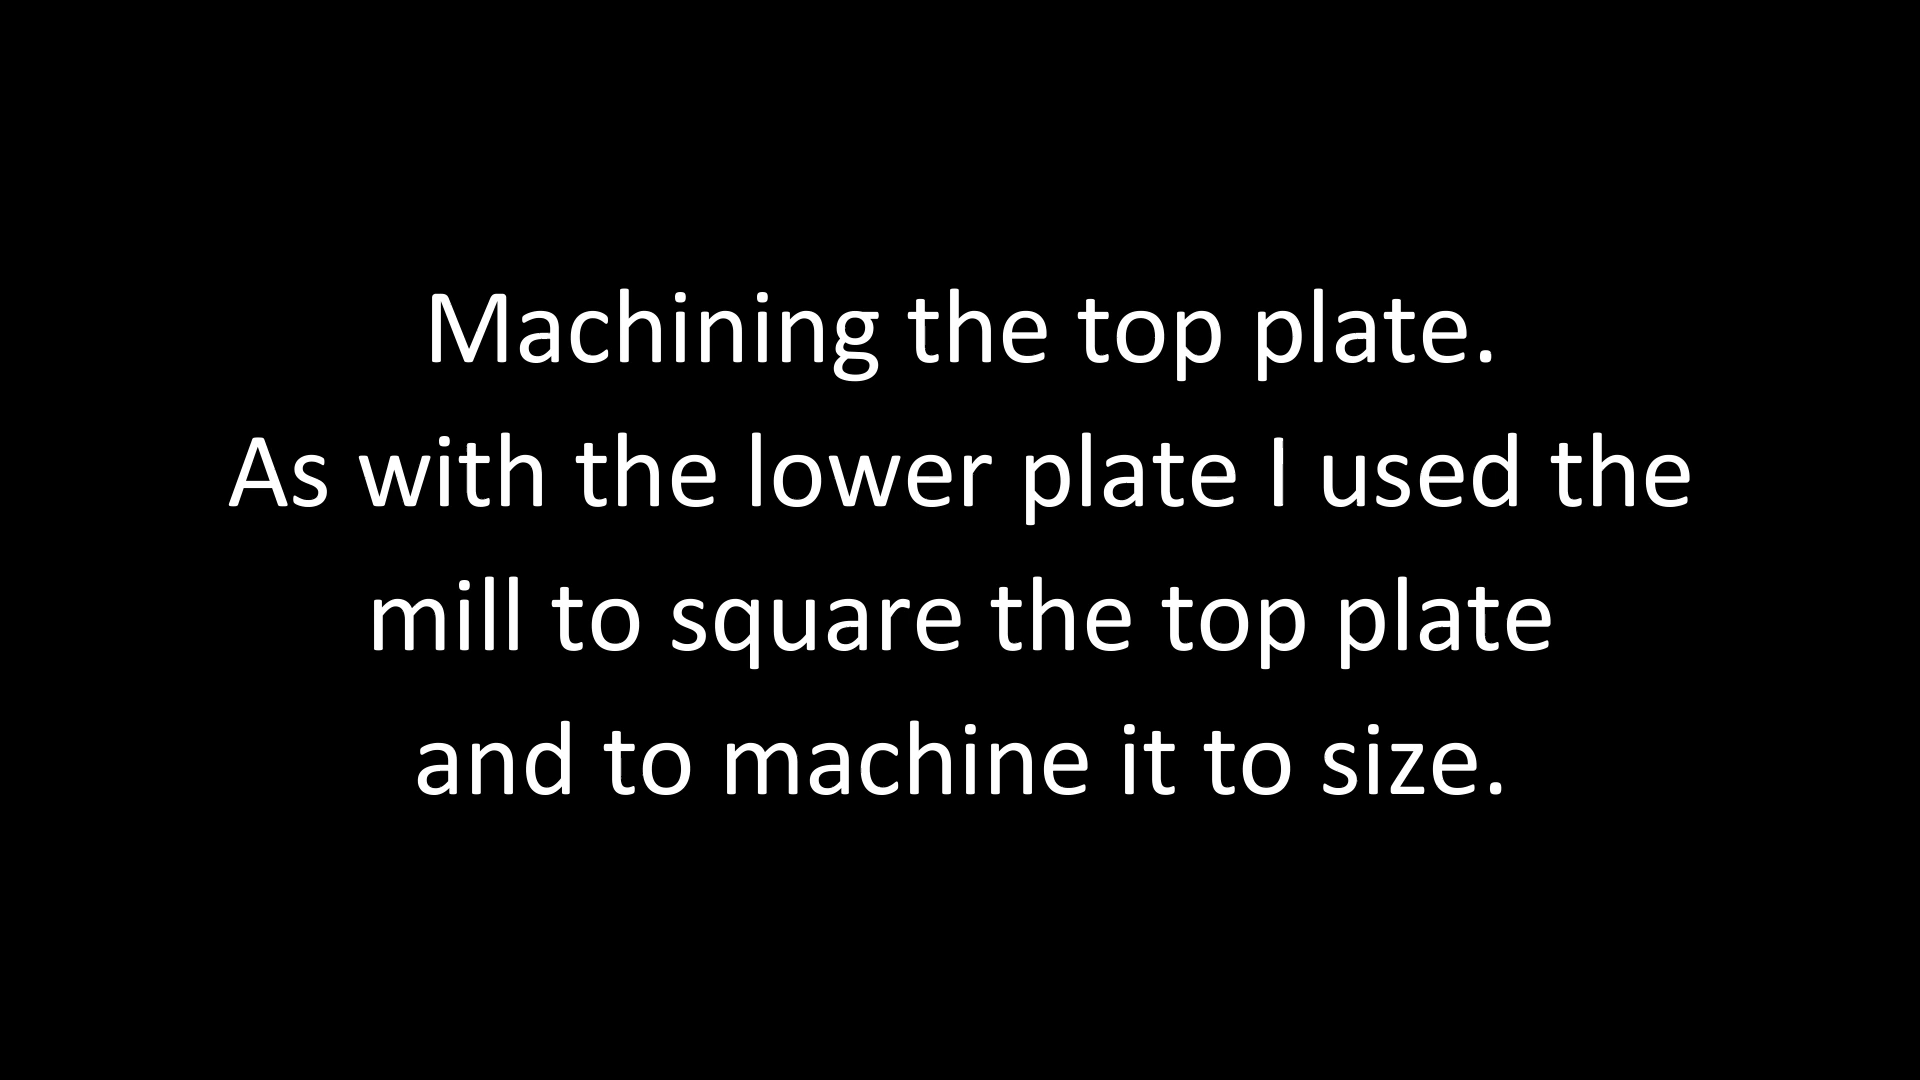 Machining the top plate.
As with the lower plate I used the
mill to square the top plate
and to machine it to size.